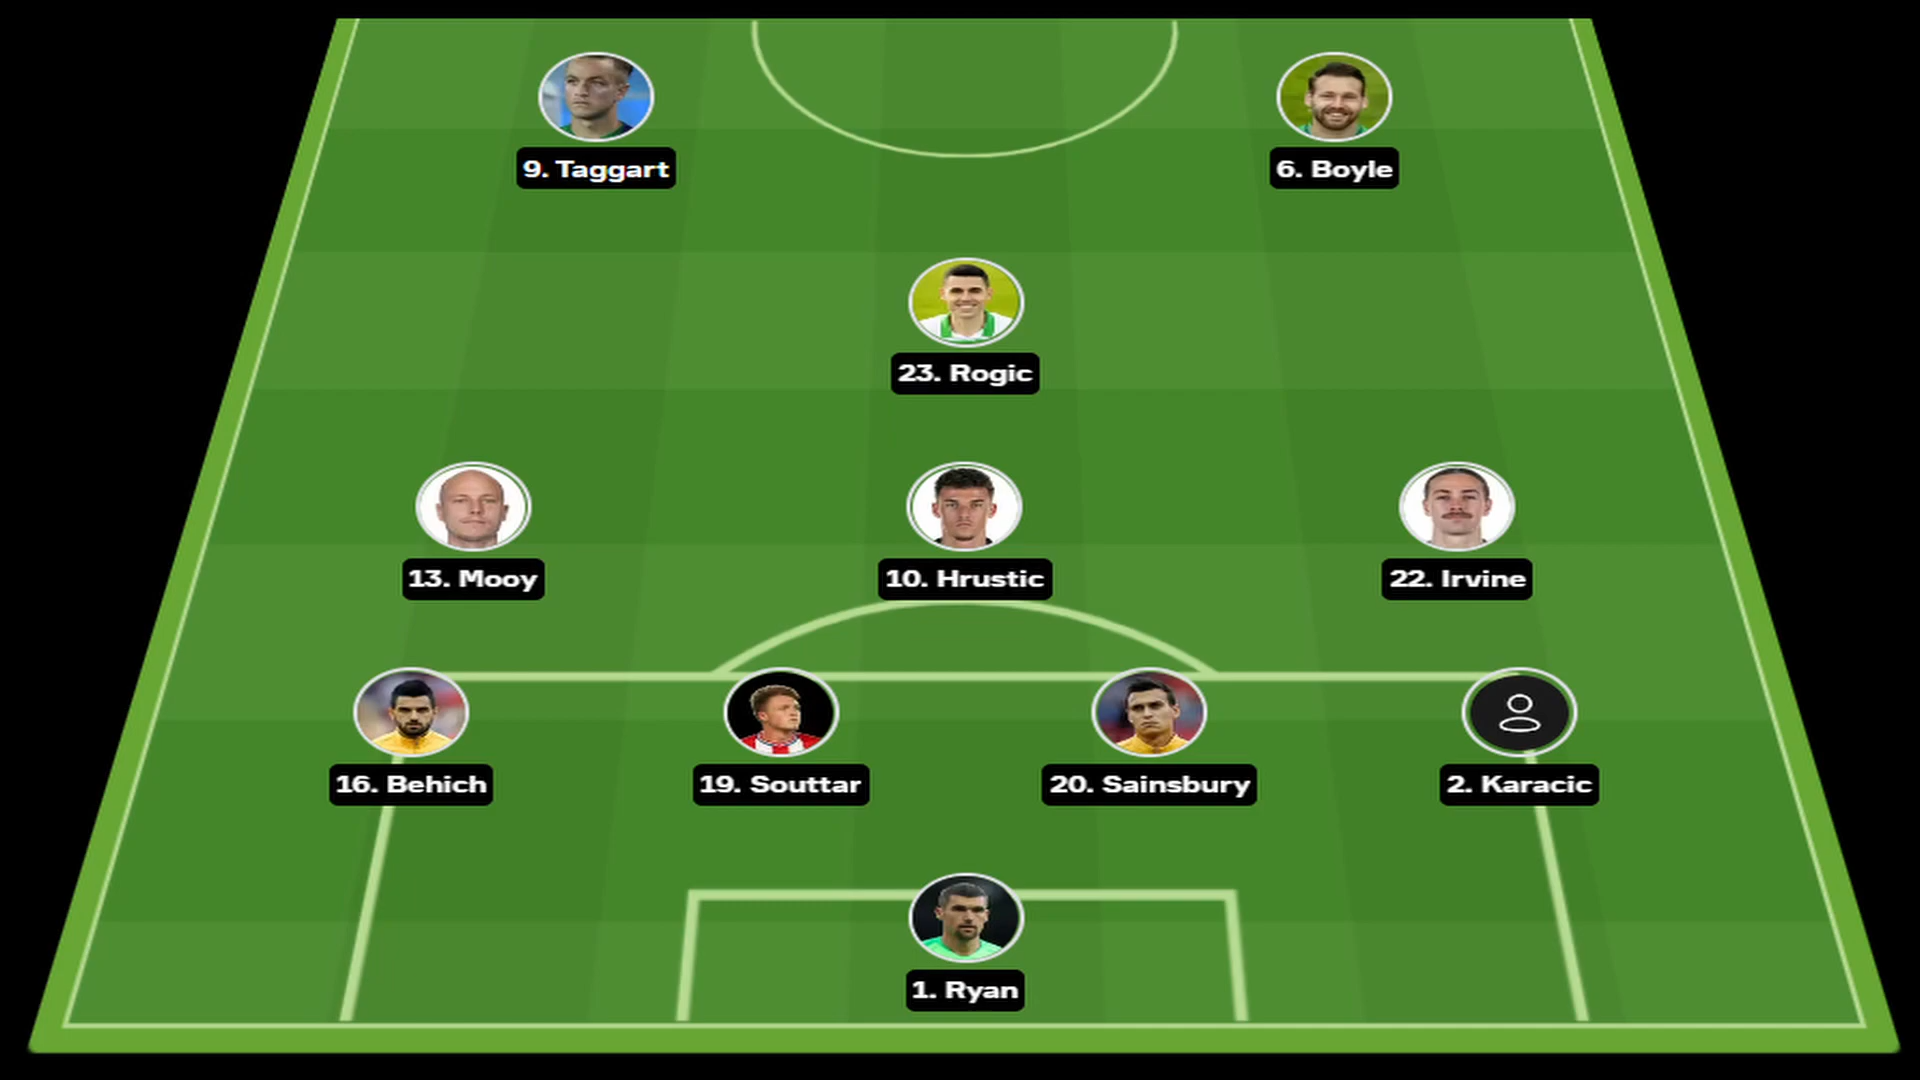 9. Taggart
6. Boyle
23. Rogic
13. Mooy
10. Hrustic
22. Irvine
16. Behich
19. Souttar
20. Sainsbury
2. Karacic
1. Ryan